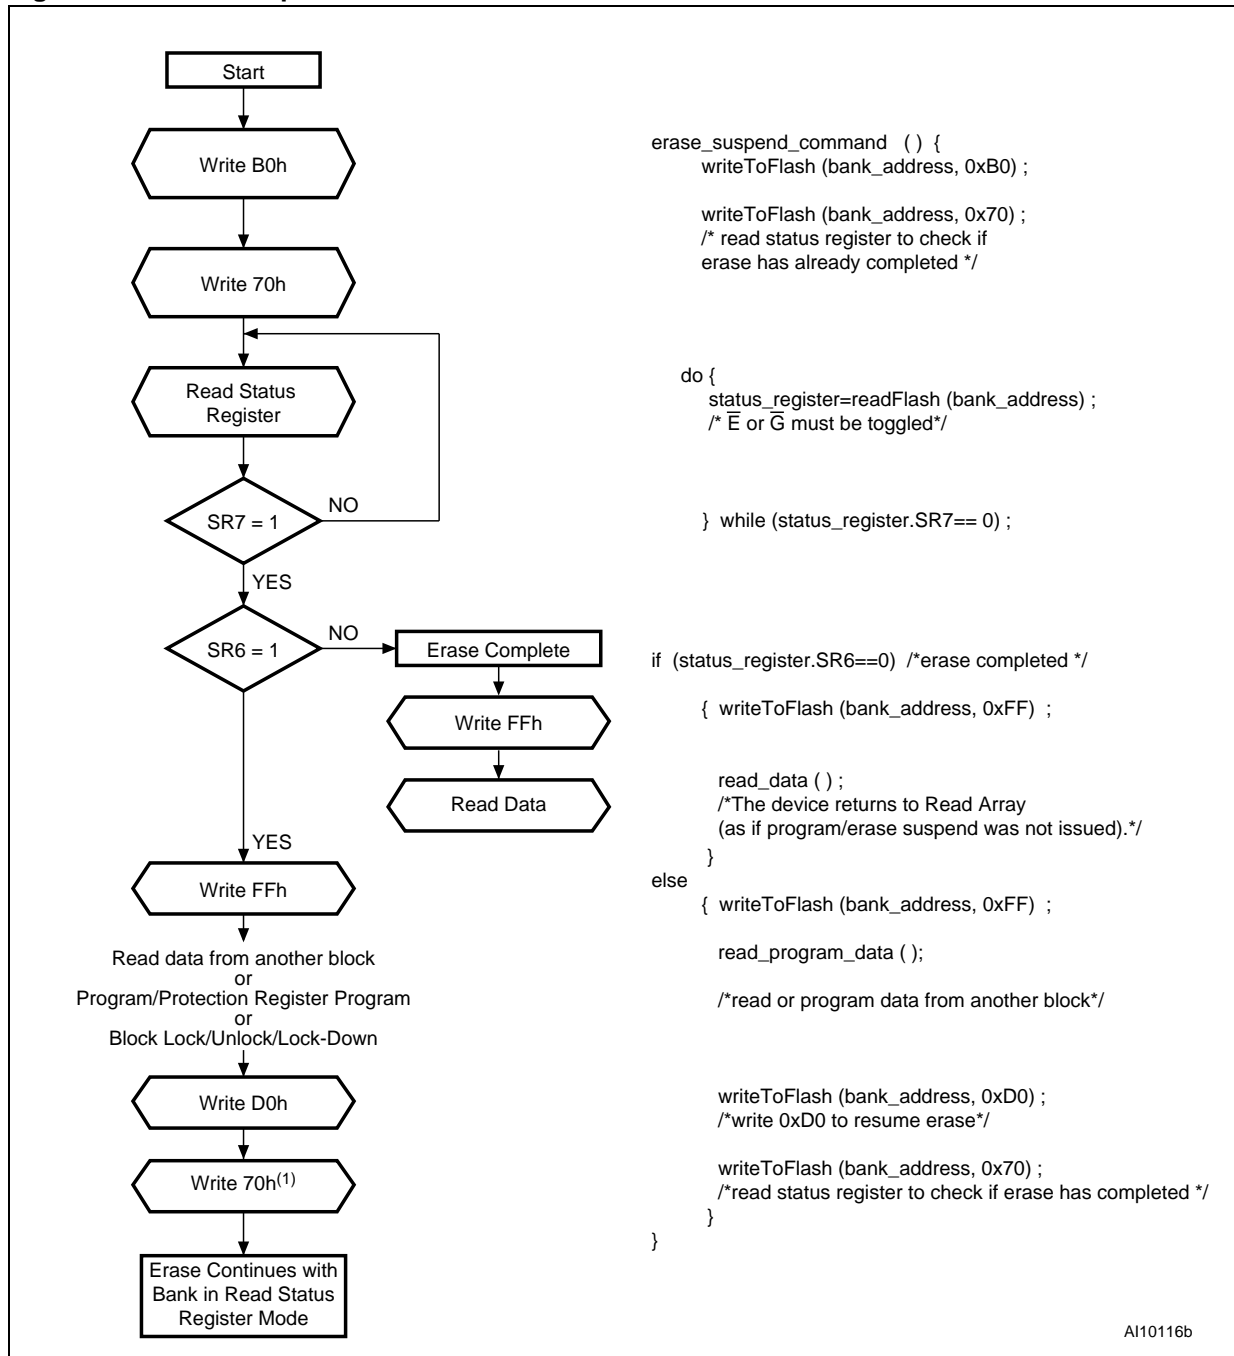 Start
Write B0h
Write 70h
Read Status
Register
SR7 = 1
NO
YES
SR6 = 1
NO
Erase Complete
Write FFh
Read Data
YES
Write FFh
Read data from another block
or
Program/Protection Register Program
or
Block Lock/Unlock/Lock-Down
Write D0h
Write 70h(1)
Erase Continues with
Bank in Read Status
Register Mode
erase_suspend_command ( ) {
writeToFlash (bank_address, 0xB0) ;
writeToFlash (bank_address, 0x70) ;
/* read status register to check if
erase has already completed */
do {
status_register=readFlash (bank_address) ;
/* E̅ or G̅ must be toggled*/
} while (status_register.SR7== 0) ;
if (status_register.SR6==0) /*erase completed */
{ writeToFlash (bank_address, 0xFF) ;
read_data ( ) ;
/*The device returns to Read Array
(as if program/erase suspend was not issued).*/
}
else
{ writeToFlash (bank_address, 0xFF) ;
read_program_data ( );
/*read or program data from another block*/
writeToFlash (bank_address, 0xD0) ;
/*write 0xD0 to resume erase*/
writeToFlash (bank_address, 0x70) ;
/*read status register to check if erase has completed */
}
}
AI10116b